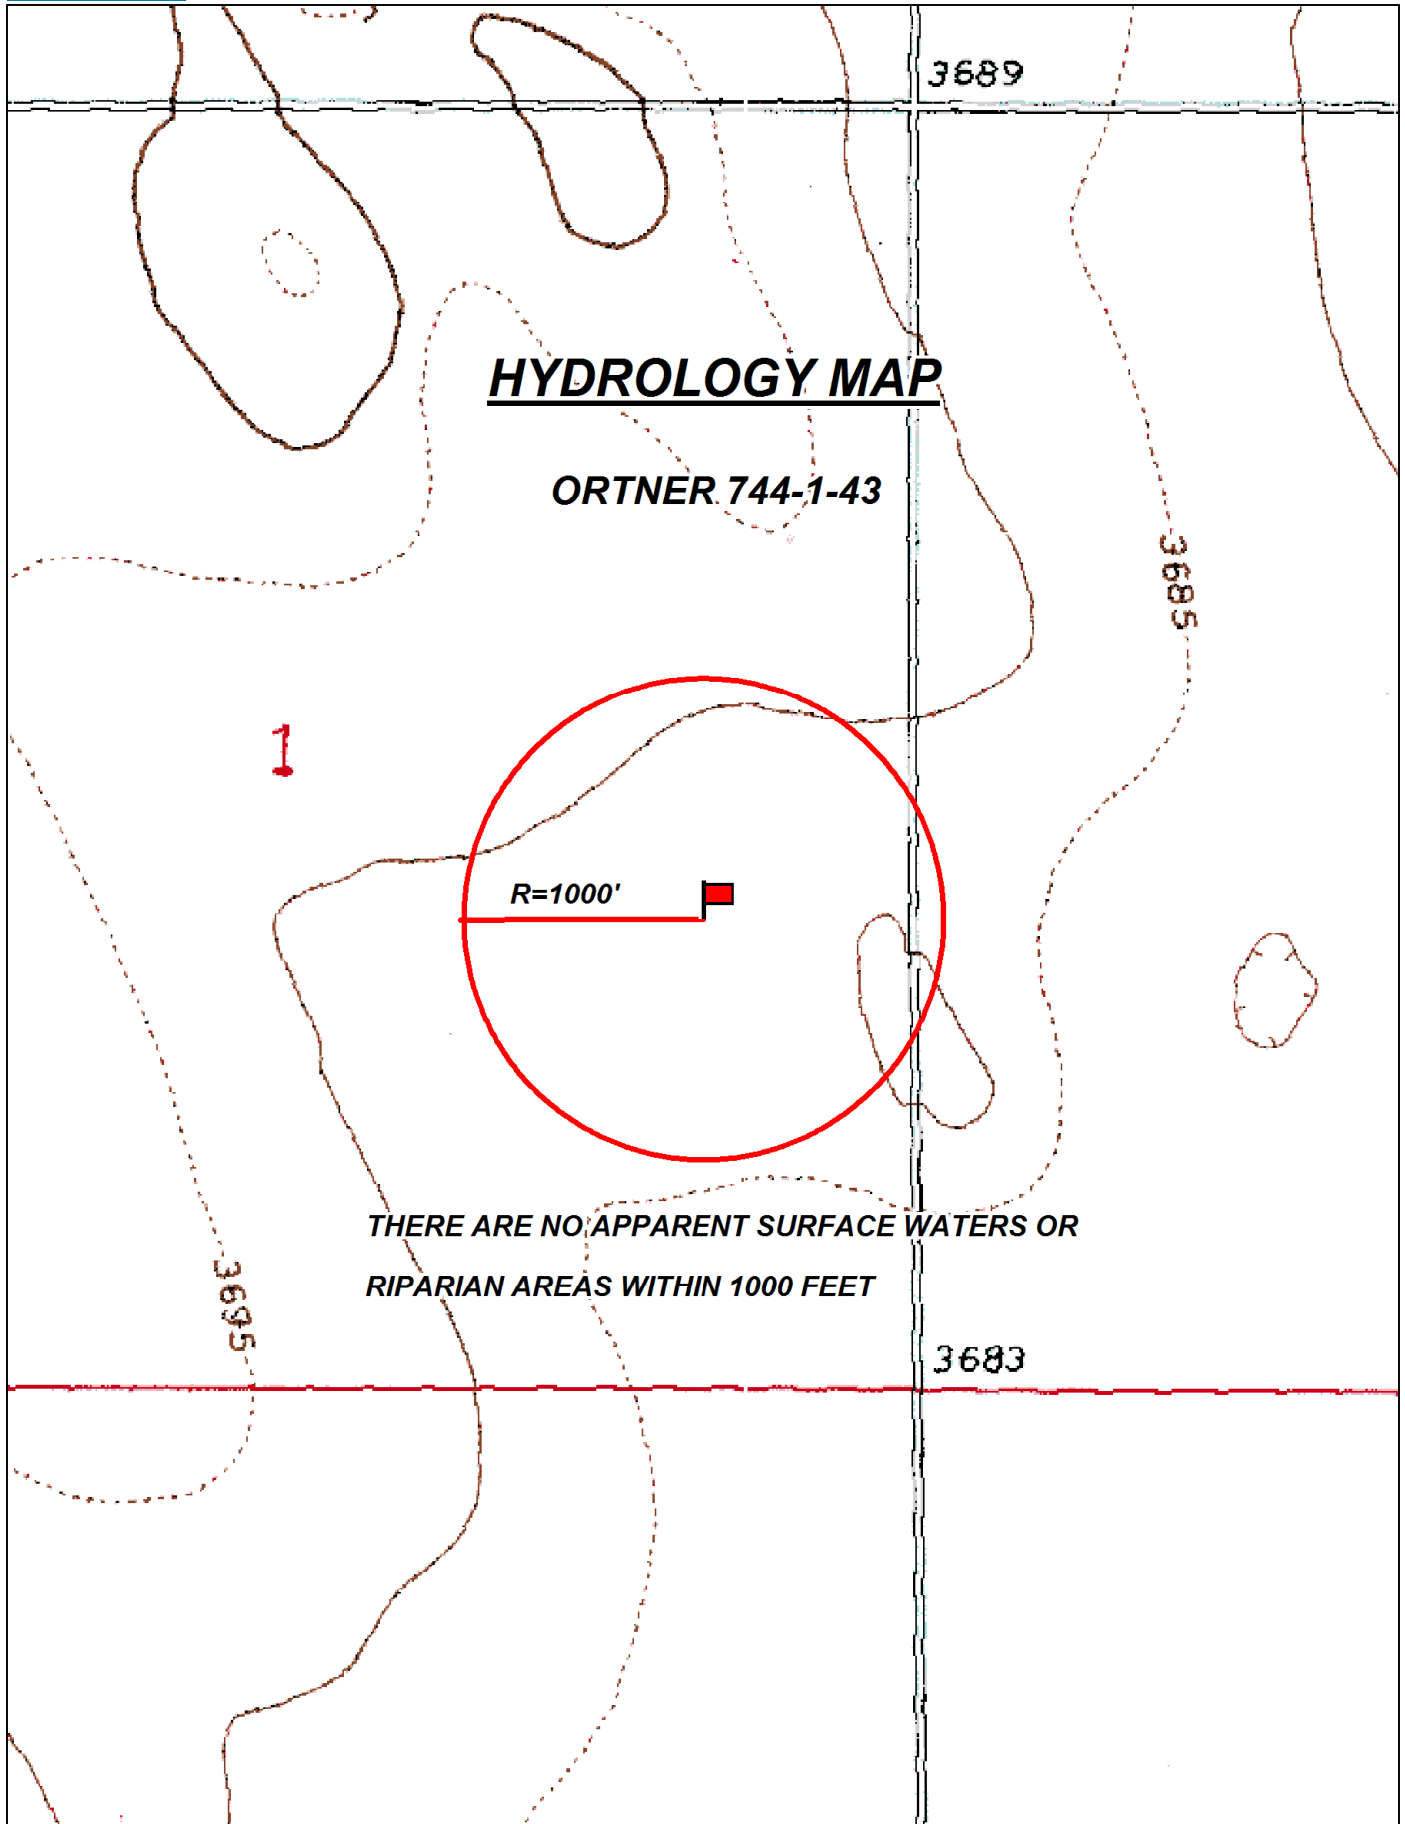 3689
HYDROLOGY MAP
ORTNER 744-1-43
3685
1
R=1000'
THERE ARE NO APPARENT SURFACE WATERS OR
RIPARIAN AREAS WITHIN 1000 FEET
3695
3683